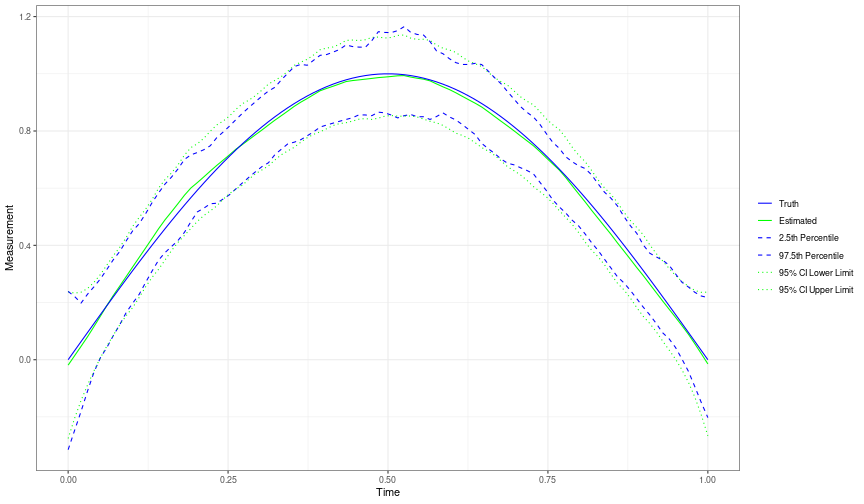 1.2
0.8
0.4
0.0
Measurement
0.00 0.25 0.50 0.75 1.00
Time
Truth
Estimated
2.5th Percentile
97.5th Percentile
95% CI Lower Limit
95% CI Upper Limit